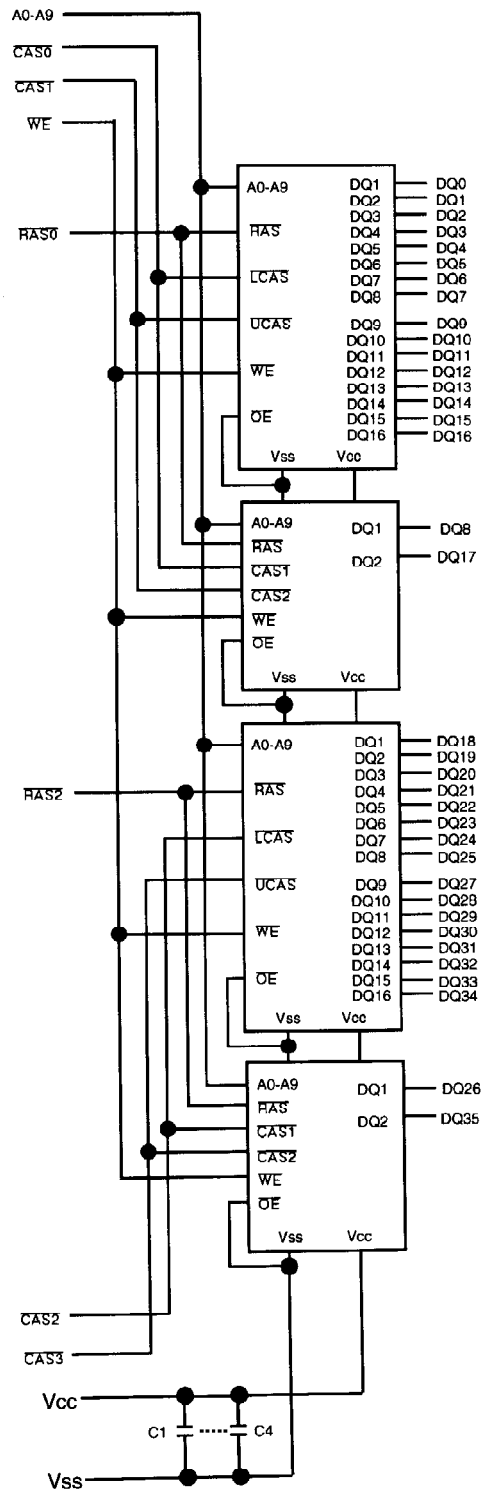 A0-A9
CAS0
CAS1
WE
A0-A9 DQ1 DQ0
DQ2 DQ1
DQ3 DQ2
RAS0 RAS DQ4 DQ3
DQ5 DQ4
DQ6 DQ5
LCAS DQ7 DQ6
DQ8 DQ7
UCAS DQ9 DQ9
DQ10 DQ10
DQ11 DQ11
WE DQ12 DQ12
DQ13 DQ13
DQ14 DQ14
OE DQ15 DQ15
DQ16 DQ16
Vss Vcc
A0-A9 DQ1 DQ8
RAS
CAS1 DQ2 DQ17
CAS2
WE
OE
Vss Vcc
A0-A9 DQ1 DQ18
DQ2 DQ19
DQ3 DQ20
RAS2 RAS DQ4 DQ21
DQ5 DQ22
DQ6 DQ23
LCAS DQ7 DQ24
DQ8 DQ25
UCAS DQ9 DQ27
DQ10 DQ28
DQ11 DQ29
WE DQ12 DQ30
DQ13 DQ31
DQ14 DQ32
OE DQ15 DQ33
DQ16 DQ34
Vss Vcc
A0-A9 DQ1 DQ26
RAS
CAS1 DQ2 DQ35
CAS2
WE
OE
Vss Vcc
CAS2
CAS3
Vcc
C1 C4
Vss